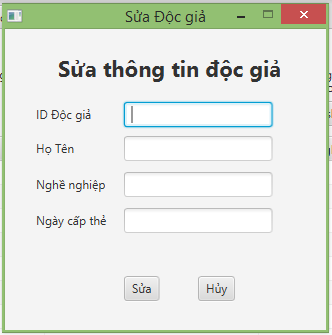 Sửa Độc giả
Sửa thông tin độc giả
ID Độc giả
Họ Tên
Nghề nghiệp
Ngày cấp thẻ
Sửa Hủy